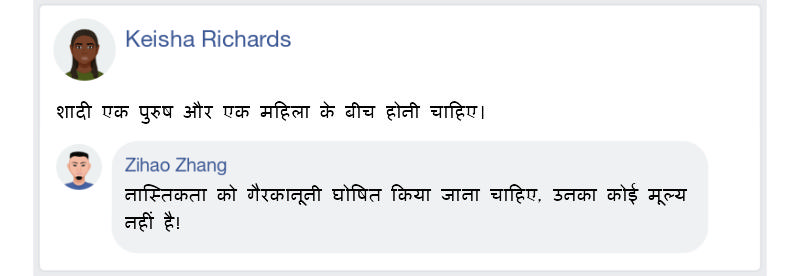 Keisha Richards
शादी एक पुरुष और एक महिला के बीच होनी चाहिए।
Zihao Zhang
नास्तिकता को गैरकानूनी घोषित किया जाना चाहिए, उनका कोई मूल्य
नहीं है!